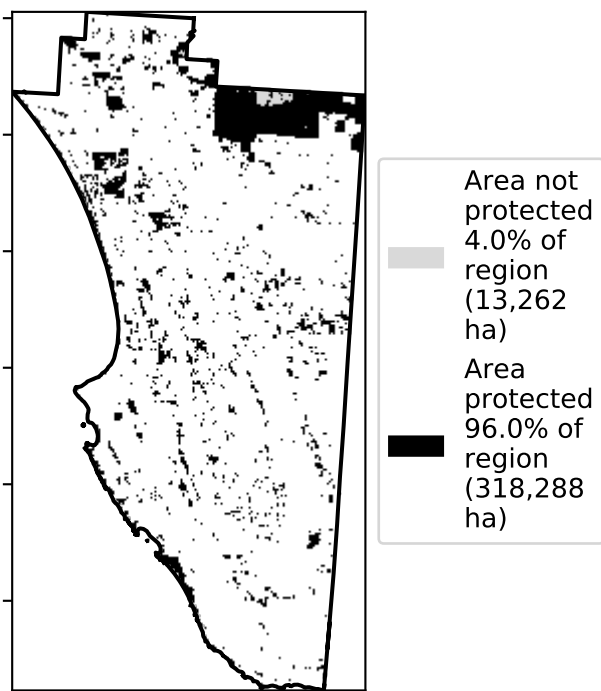 Area not
protected
4.0% of
region
(13,262
ha)
Area
protected
96.0% of
region
(318,288
ha)